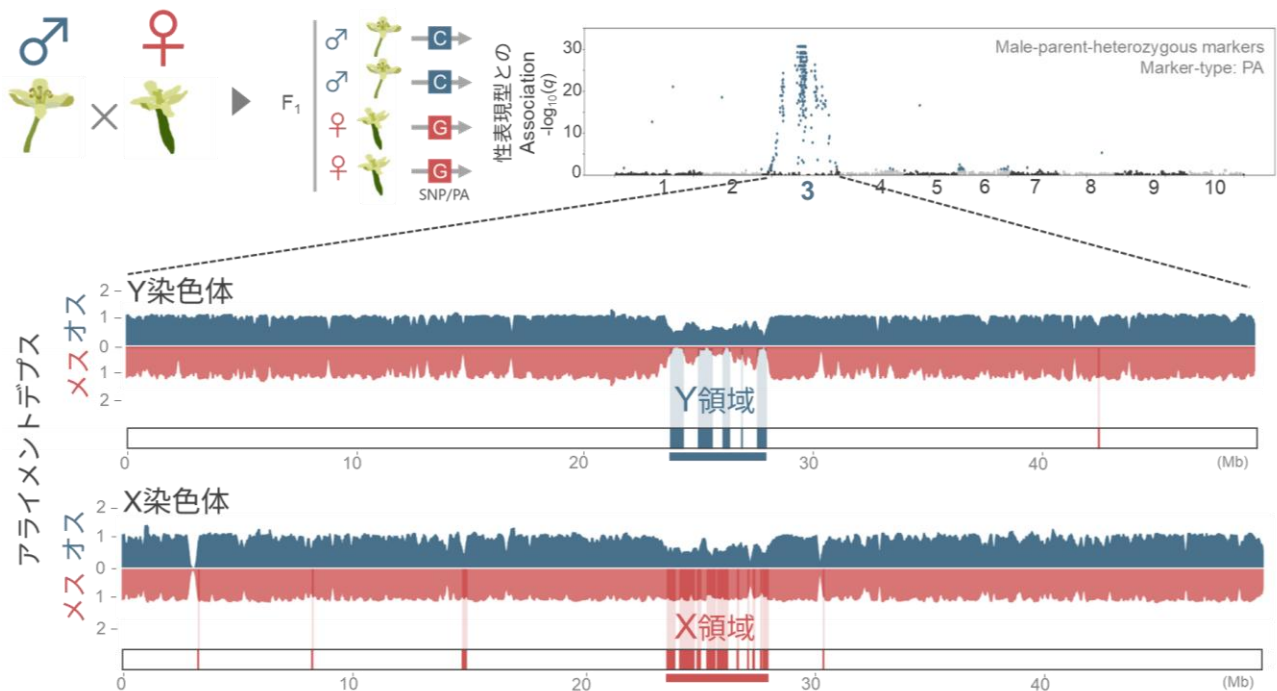 ♂
♀
×
F1
♂ C
♂ C
♀ G
♀ G
SNP/PA
性表現型との
Association
-log10(q)
30
20
10
0
Male-parent-heterozygous markers
Marker-type: PA
1 2 3 4 5 6 7 8 9 10
アライメントデプス
オス
メス
Y染色体
2
1
0
1
2
Y領域
0 10 20 30 40 (Mb)
オス
メス
X染色体
2
1
0
1
2
X領域
0 10 20 30 40 (Mb)